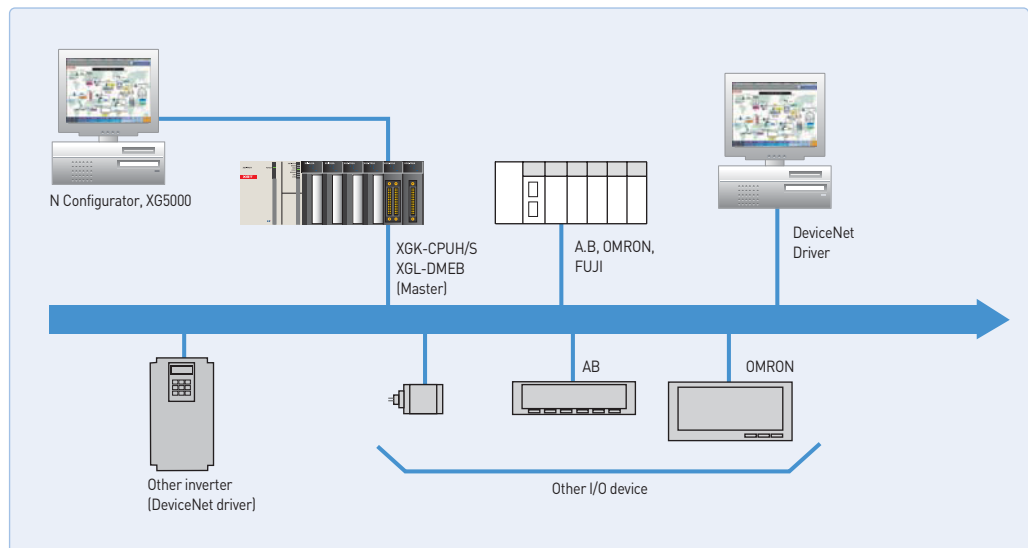 N Configurator, XG5000
XGK-CPUH/S
XGL-DMEB
(Master)
A.B, OMRON,
FUJI
DeviceNet
Driver
AB
OMRON
Other inverter
(DeviceNet driver)
Other I/O device